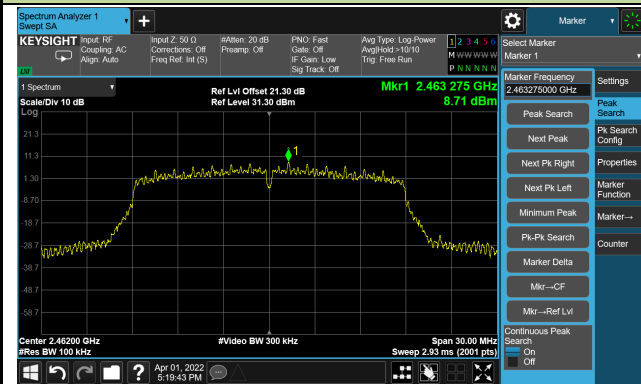 Spectrum Analyzer 1
Swept SA
KEYSIGHT
Input: RF
Coupling: AC
Align: Auto
Input Z: 50 Ω
Corrections: Off
Freq Ref: Int (S)
#Atten: 20 dB
Preamp: Off
PNO: Fast
Gate: Off
IF Gain: Low
Sig Track: Off
Avg Type: Log-Power
Avg|Hold:>10/10
Trig: Free Run
1 2 3 4 5 6
M W W W W W
P N N N N N
LXI
1 Spectrum
Scale/Div 10 dB
Log
Ref Lvl Offset 21.30 dB
Ref Level 31.30 dBm
Mkr1 2.463 275 GHz
8.71 dBm
21.3
11.3
1.30
-8.70
-18.7
-28.7
-38.7
-48.7
-58.7
1
Center 2.46200 GHz
#Res BW 100 kHz
#Video BW 300 kHz
Span 30.00 MHz
Sweep 2.93 ms (2001 pts)
Apr 01, 2022
5:19:43 PM
Marker
Select Marker
Marker 1
Marker Frequency
2.463275000 GHz
Peak Search
Next Peak
Next Pk Right
Next Pk Left
Minimum Peak
Pk-Pk Search
Marker Delta
Mkr→CF
Mkr→Ref Lvl
Continuous Peak
Search
On
Off
Settings
Peak
Search
Pk Search
Config
Properties
Marker
Function
Marker→
Counter